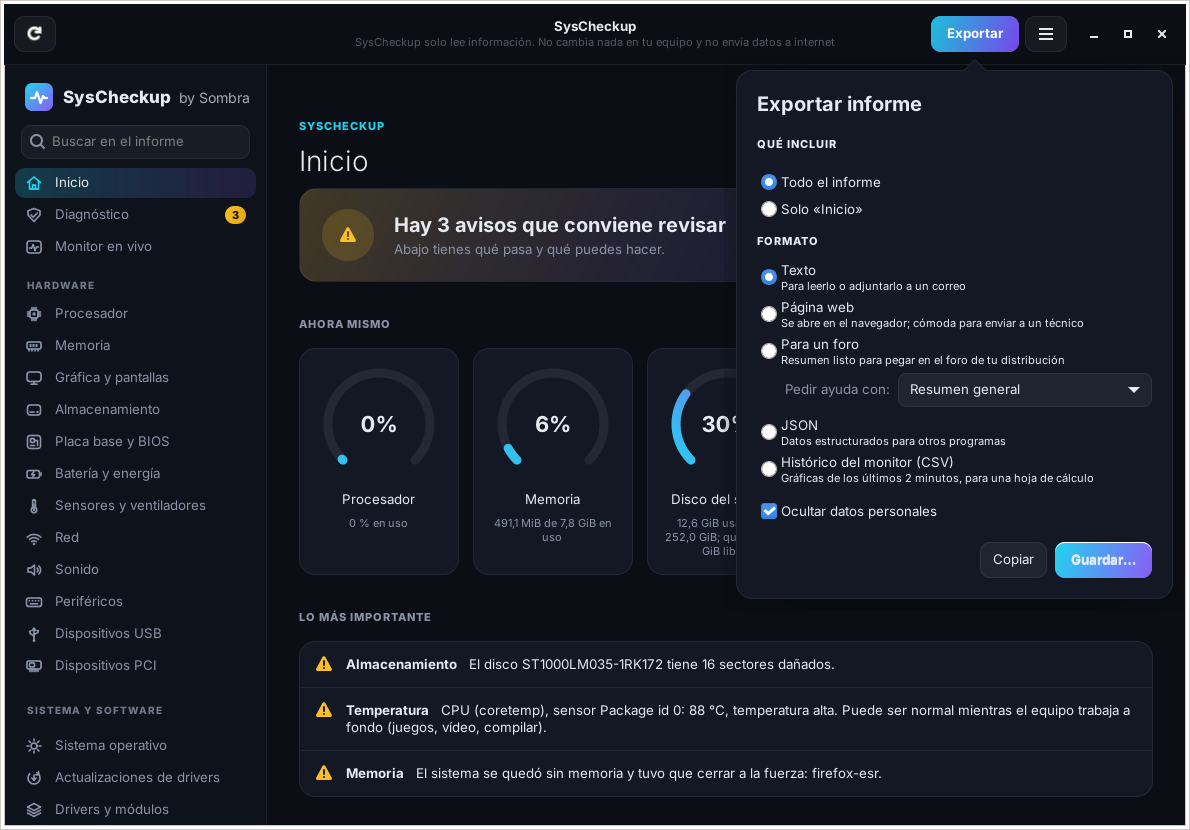 SysCheckup
SysCheckup solo lee información. No cambia nada en tu equipo y no envía datos a internet
Exportar
SysCheckup by Sombra
Buscar en el informe
Inicio
Diagnóstico
3
Monitor en vivo
HARDWARE
Procesador
Memoria
Gráfica y pantallas
Almacenamiento
Placa base y BIOS
Batería y energía
Sensores y ventiladores
Red
Sonido
Periféricos
Dispositivos USB
Dispositivos PCI
SISTEMA Y SOFTWARE
Sistema operativo
Actualizaciones de drivers
Drivers y módulos
SYSCHECKUP
Inicio
Hay 3 avisos que conviene revisar
Abajo tienes qué pasa y qué puedes hacer.
AHORA MISMO
0%
Procesador
0 % en uso
6%
Memoria
491,1 MiB de 7,8 GiB en
uso
30
Disco del
12,6 GiB
252,0 GiB;
GiB
LO MÁS IMPORTANTE
Almacenamiento El disco ST1000LM035-1RK172 tiene 16 sectores dañados.
Temperatura CPU (coretemp), sensor Package id 0: 88 °C, temperatura alta. Puede ser normal mientras el equipo trabaja a
fondo (juegos, vídeo, compilar).
Memoria El sistema se quedó sin memoria y tuvo que cerrar a la fuerza: firefox-esr.
Exportar informe
QUÉ INCLUIR
Todo el informe
Solo «Inicio»
FORMATO
Texto
Para leerlo o adjuntarlo a un correo
Página web
Se abre en el navegador; cómoda para enviar a un técnico
Para un foro
Resumen listo para pegar en el foro de tu distribución
Pedir ayuda con: Resumen general
JSON
Datos estructurados para otros programas
Histórico del monitor (CSV)
Gráficas de los últimos 2 minutos, para una hoja de cálculo
Ocultar datos personales
Copiar
Guardar...